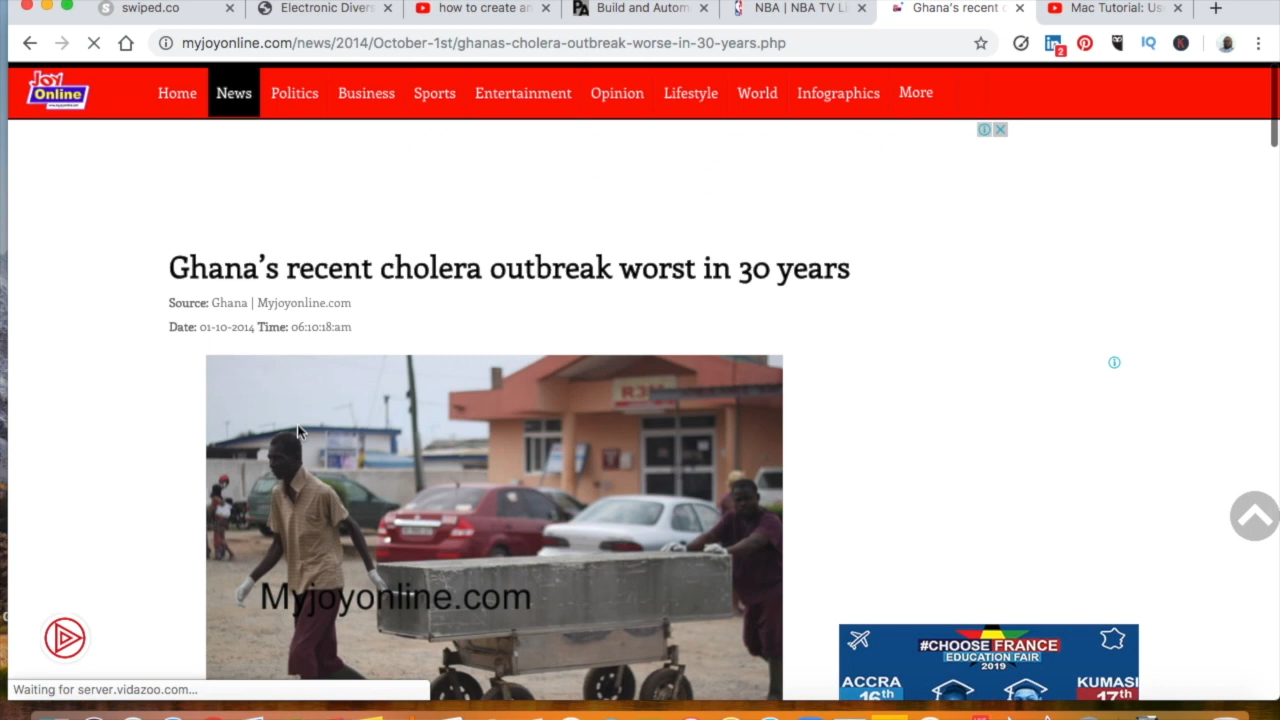 swiped.co
Electronic Divers
how to create an
Build and Autom
NBA | NBA TV Li
Ghana's recent c
Mac Tutorial: Us
myjoyonline.com/news/2014/October-1st/ghanas-cholera-outbreak-worse-in-30-years.php
2
IQ
K
Joy
Online
Home
News
Politics
Business
Sports
Entertainment
Opinion
Lifestyle
World
Infographics
More
Ghana's recent cholera outbreak worst in 30 years
Source: Ghana | Myjoyonline.com
Date: 01-10-2014 Time: 06:10:18:am
Myjoyonline.com
#CHOOSE FRANCE
EDUCATION FAIR
2019
ACCRA
16th
KUMASI
17th
Waiting for server.vidazoo.com...